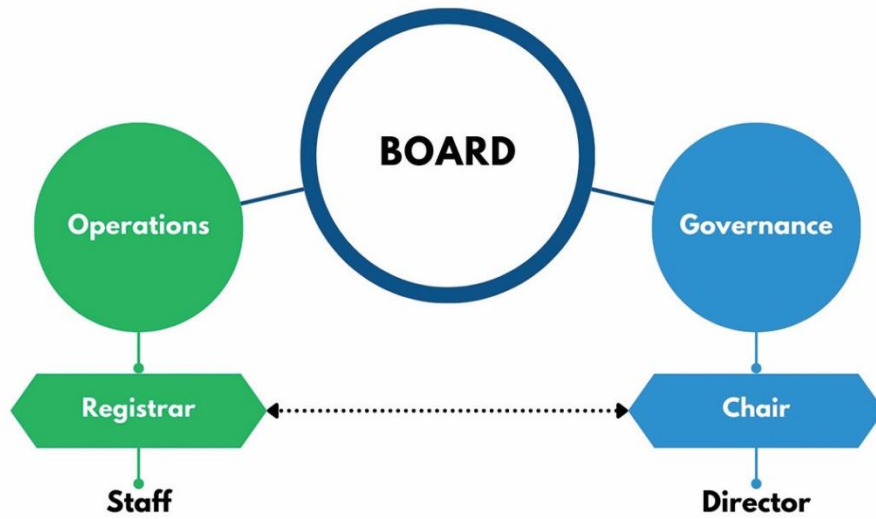 BOARD
Operations
Governance
Registrar
Chair
Staff
Director